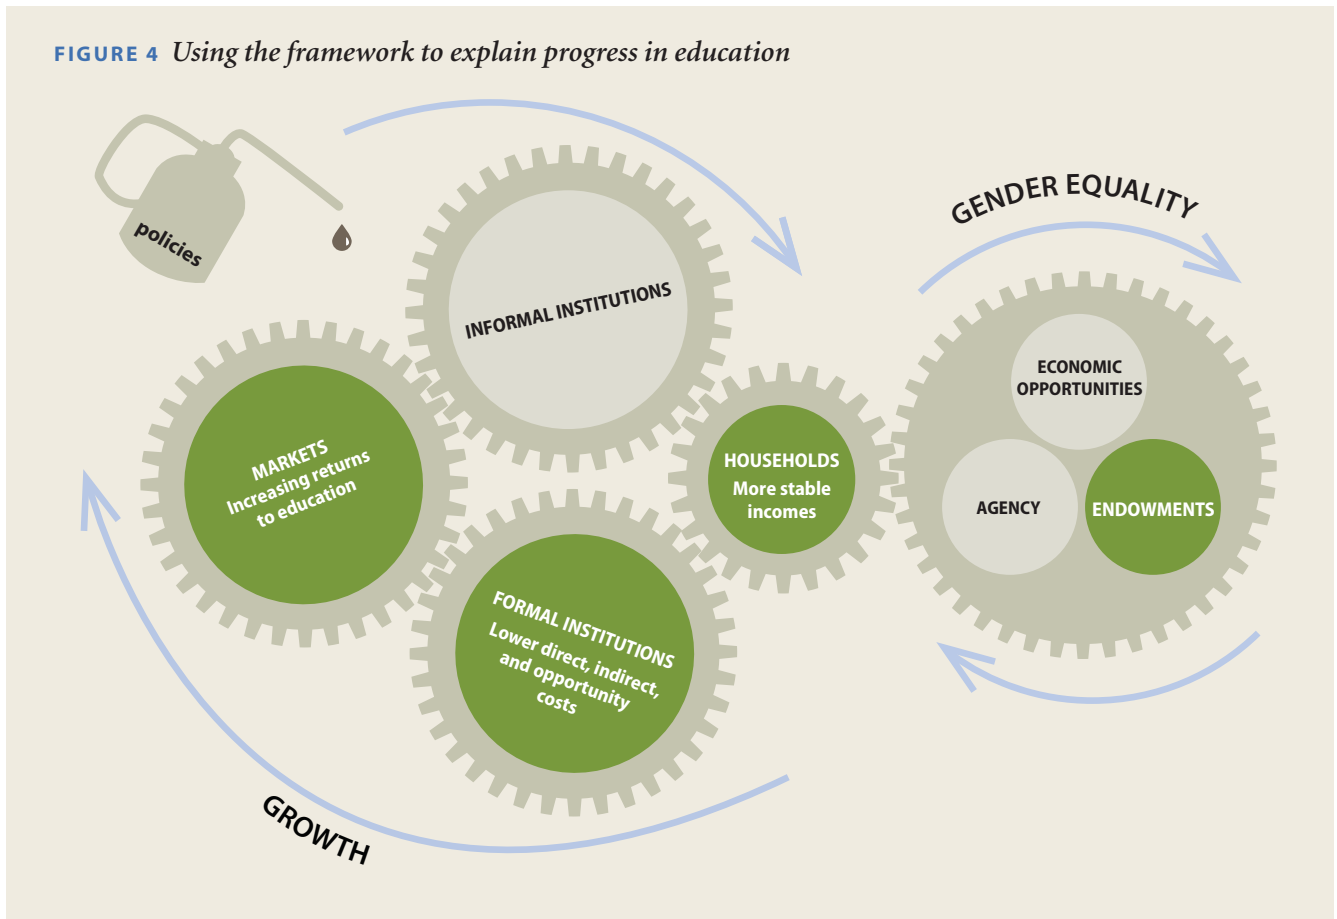 FIGURE 4 Using the framework to explain progress in education
policies
INFORMAL INSTITUTIONS
GENDER EQUALITY
MARKETS
Increasing returns
to education
HOUSEHOLDS
More stable
incomes
ECONOMIC
OPPORTUNITIES
AGENCY
ENDOWMENTS
FORMAL INSTITUTIONS
Lower direct, indirect,
and opportunity
costs
GROWTH